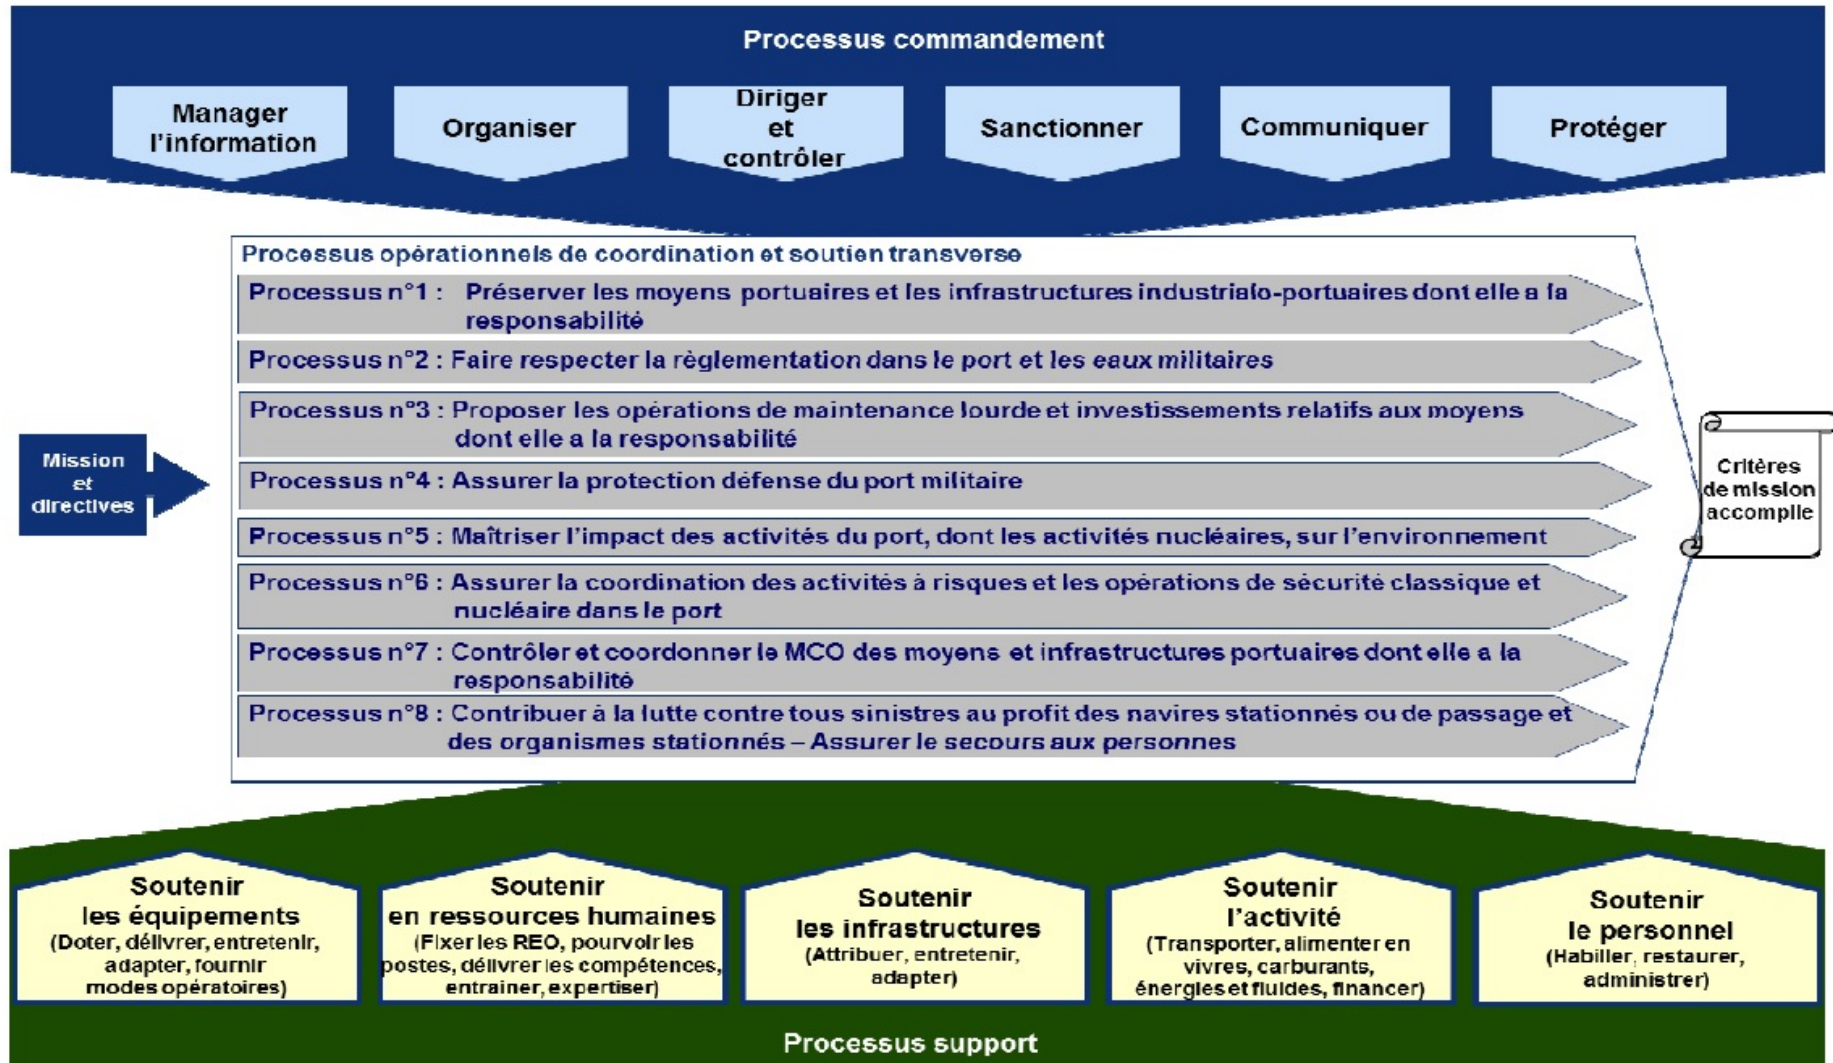 Processus commandement
Manager
l'information
Organiser
Diriger
et
contrôler
Sanctionner
Communiquer
Protéger
Processus opérationnels de coordination et soutien transverse
Processus n°1 : Préserver les moyens portuaires et les infrastructures industrialo-portuaires dont elle a la
responsabilité
Processus n°2 : Faire respecter la règlementation dans le port et les eaux militaires
Processus n°3 : Proposer les opérations de maintenance lourde et investissements relatifs aux moyens
dont elle a la responsabilité
Processus n°4 : Assurer la protection défense du port militaire
Processus n°5 : Maîtriser l'impact des activités du port, dont les activités nucléaires, sur l'environnement
Processus n°6 : Assurer la coordination des activités à risques et les opérations de sécurité classique et
nucléaire dans le port
Processus n°7 : Contrôler et coordonner le MCO des moyens et infrastructures portuaires dont elle a la
responsabilité
Processus n°8 : Contribuer à la lutte contre tous sinistres au profit des navires stationnés ou de passage et
des organismes stationnés – Assurer le secours aux personnes
Mission
et
directives
Critères
de mission
accomplie
Soutenir
les équipements
(Doter, délivrer, entretenir,
adapter, fournir
modes opératoires)
Soutenir
en ressources humaines
(Fixer les REO, pourvoir les
postes, délivrer les compétences,
entrainer, expertiser)
Soutenir
les infrastructures
(Attribuer, entretenir,
adapter)
Soutenir
l'activité
(Transporter, alimenter en
vivres, carburants,
énergies et fluides, financer)
Soutenir
le personnel
(Habiller, restaurer,
administrer)
Processus support